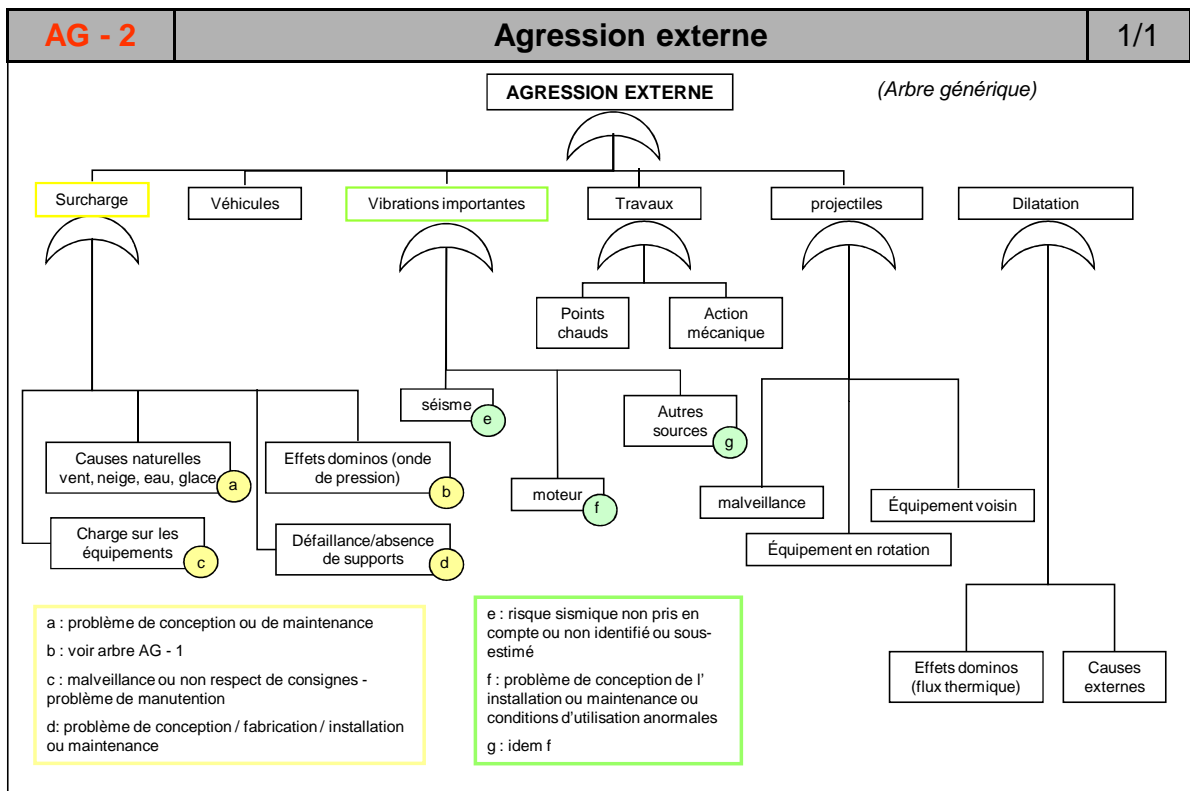 AG - 2
Agression externe
1/1
AGRESSION EXTERNE
(Arbre générique)
Surcharge
Véhicules
Vibrations importantes
Travaux
projectiles
Dilatation
Points
chauds
Action
mécanique
séisme
e
Autres
sources
g
Causes naturelles
vent, neige, eau, glace
a
Effets dominos (onde
de pression)
b
moteur
f
malveillance
Équipement voisin
Charge sur les
équipements
c
Défaillance/absence
de supports
d
Équipement en rotation
a : problème de conception ou de maintenance
b : voir arbre AG - 1
c : malveillance ou non respect de consignes -
problème de manutention
d: problème de conception / fabrication / installation
ou maintenance
e : risque sismique non pris en
compte ou non identifié ou sous-
estimé
f : problème de conception de l'
installation ou maintenance ou
conditions d'utilisation anormales
g : idem f
Effets dominos
(flux thermique)
Causes
externes